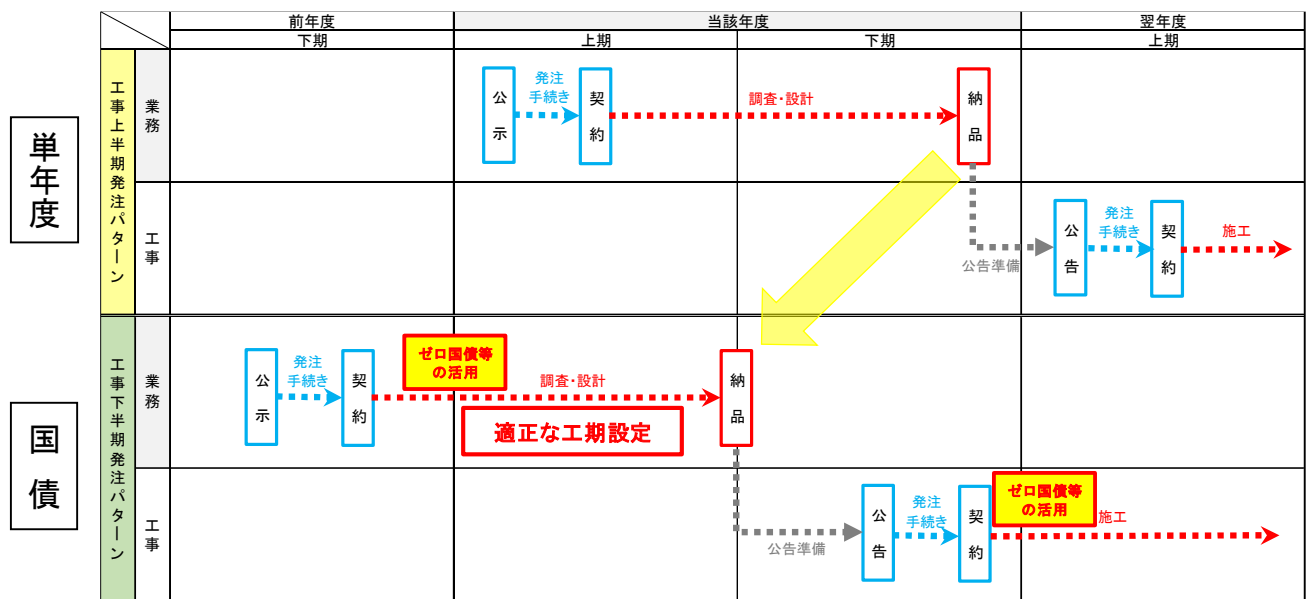 前年度
当該年度
翌年度
下期
上期
下期
上期
単年度
工事上半期発注パターン
業務
公示
発注
手続き
契約
調査・設計
納品
工事
公告準備
公告
発注
手続き
契約
施工
国債
工事下半期発注パターン
業務
公示
発注
手続き
契約
ゼロ国債等
の活用
調査・設計
適正な工期設定
納品
工事
公告準備
公告
発注
手続き
契約
ゼロ国債等
の活用
施工